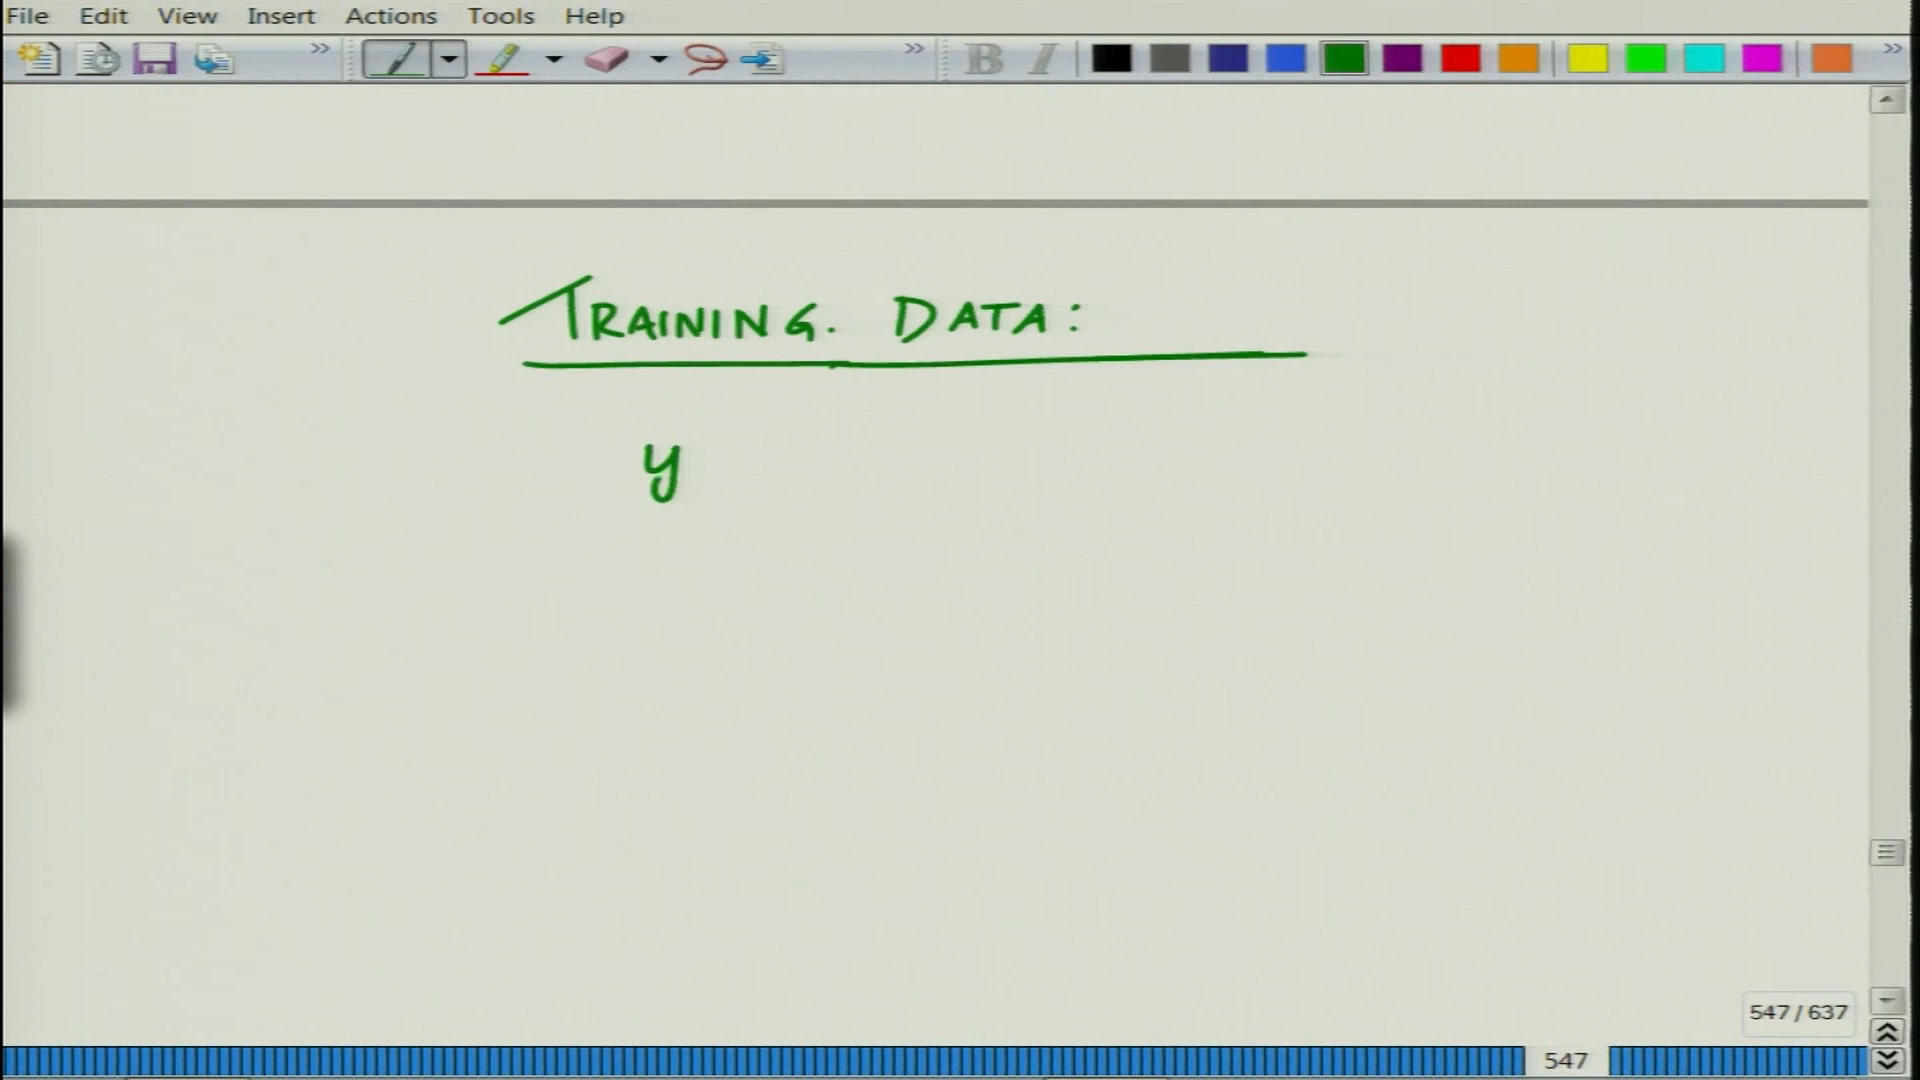 File Edit View Insert Actions Tools Help
B I
TRAINING. DATA:
y
547/637
547